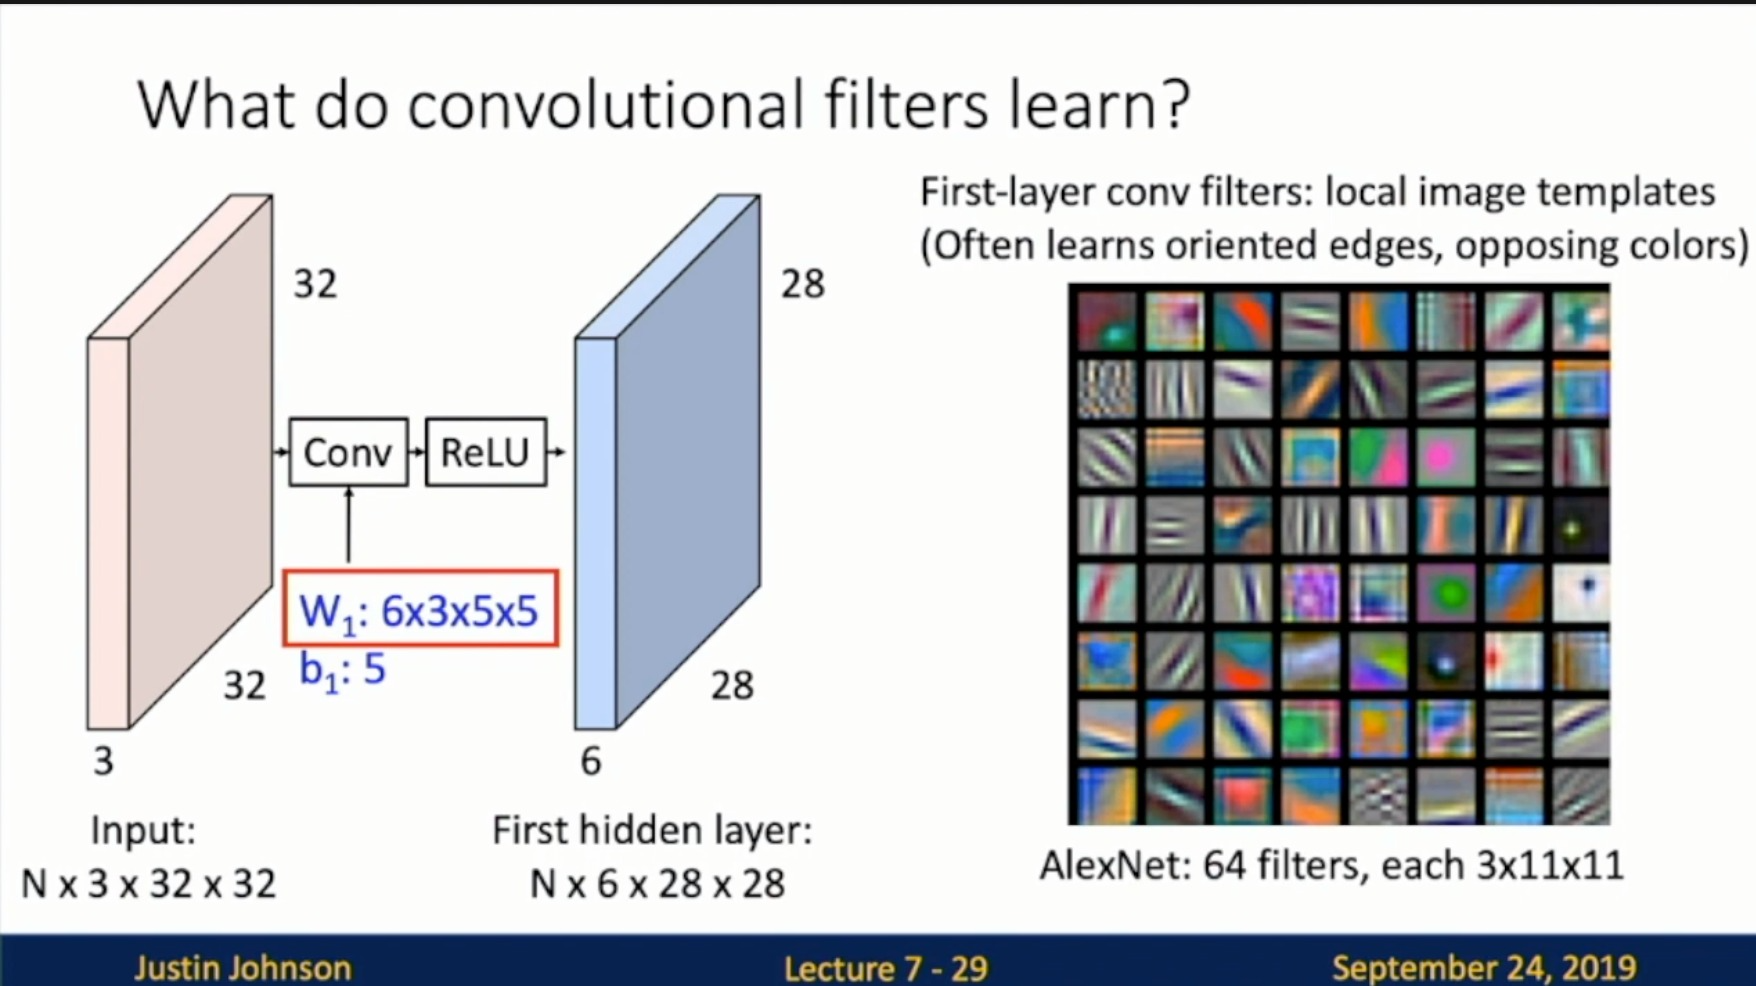 What do convolutional filters learn?
First-layer conv filters: local image templates
(Often learns oriented edges, opposing colors)
32
28
Conv
ReLU
W₁: 6x3x5x5
b₁: 5
32
28
3
6
Input:
N x 3 x 32 x 32
First hidden layer:
N x 6 x 28 x 28
AlexNet: 64 filters, each 3x11x11
Justin Johnson
Lecture 7 - 29
September 24, 2019